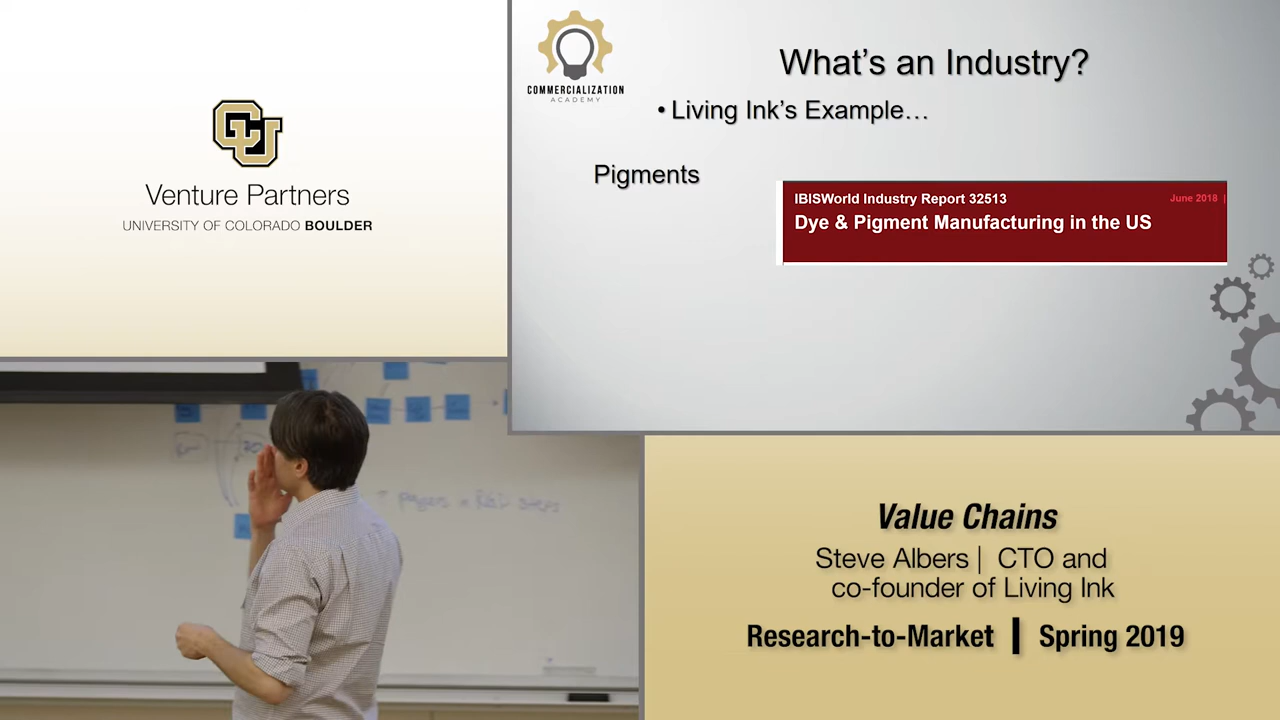 CU
Venture Partners
UNIVERSITY OF COLORADO BOULDER
COMMERCIALIZATION
ACADEMY
What's an Industry?
• Living Ink's Example…
Pigments
IBISWorld Industry Report 32513
June 2018 |
Dye & Pigment Manufacturing in the US
Value Chains
Steve Albers | CTO and
co-founder of Living Ink
Research-to-Market | Spring 2019